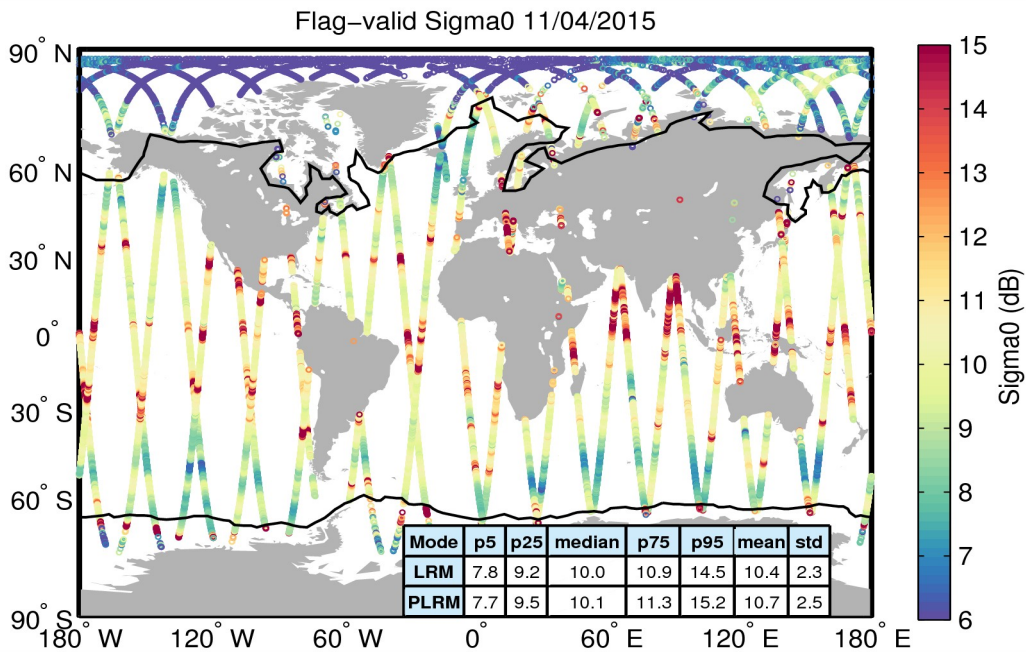 Flag−valid Sigma0 11/04/2015
90° N
60° N
30° N
0°
30° S
60° S
90° S
180° W
120° W
60° W
0°
60° E
120° E
180° E
Mode p5 p25 median p75 p95 mean std
LRM 7.8 9.2 10.0 10.9 14.5 10.4 2.3
PLRM 7.7 9.5 10.1 11.3 15.2 10.7 2.5
15
14
13
12
11
10
9
8
7
6
Sigma0 (dB)